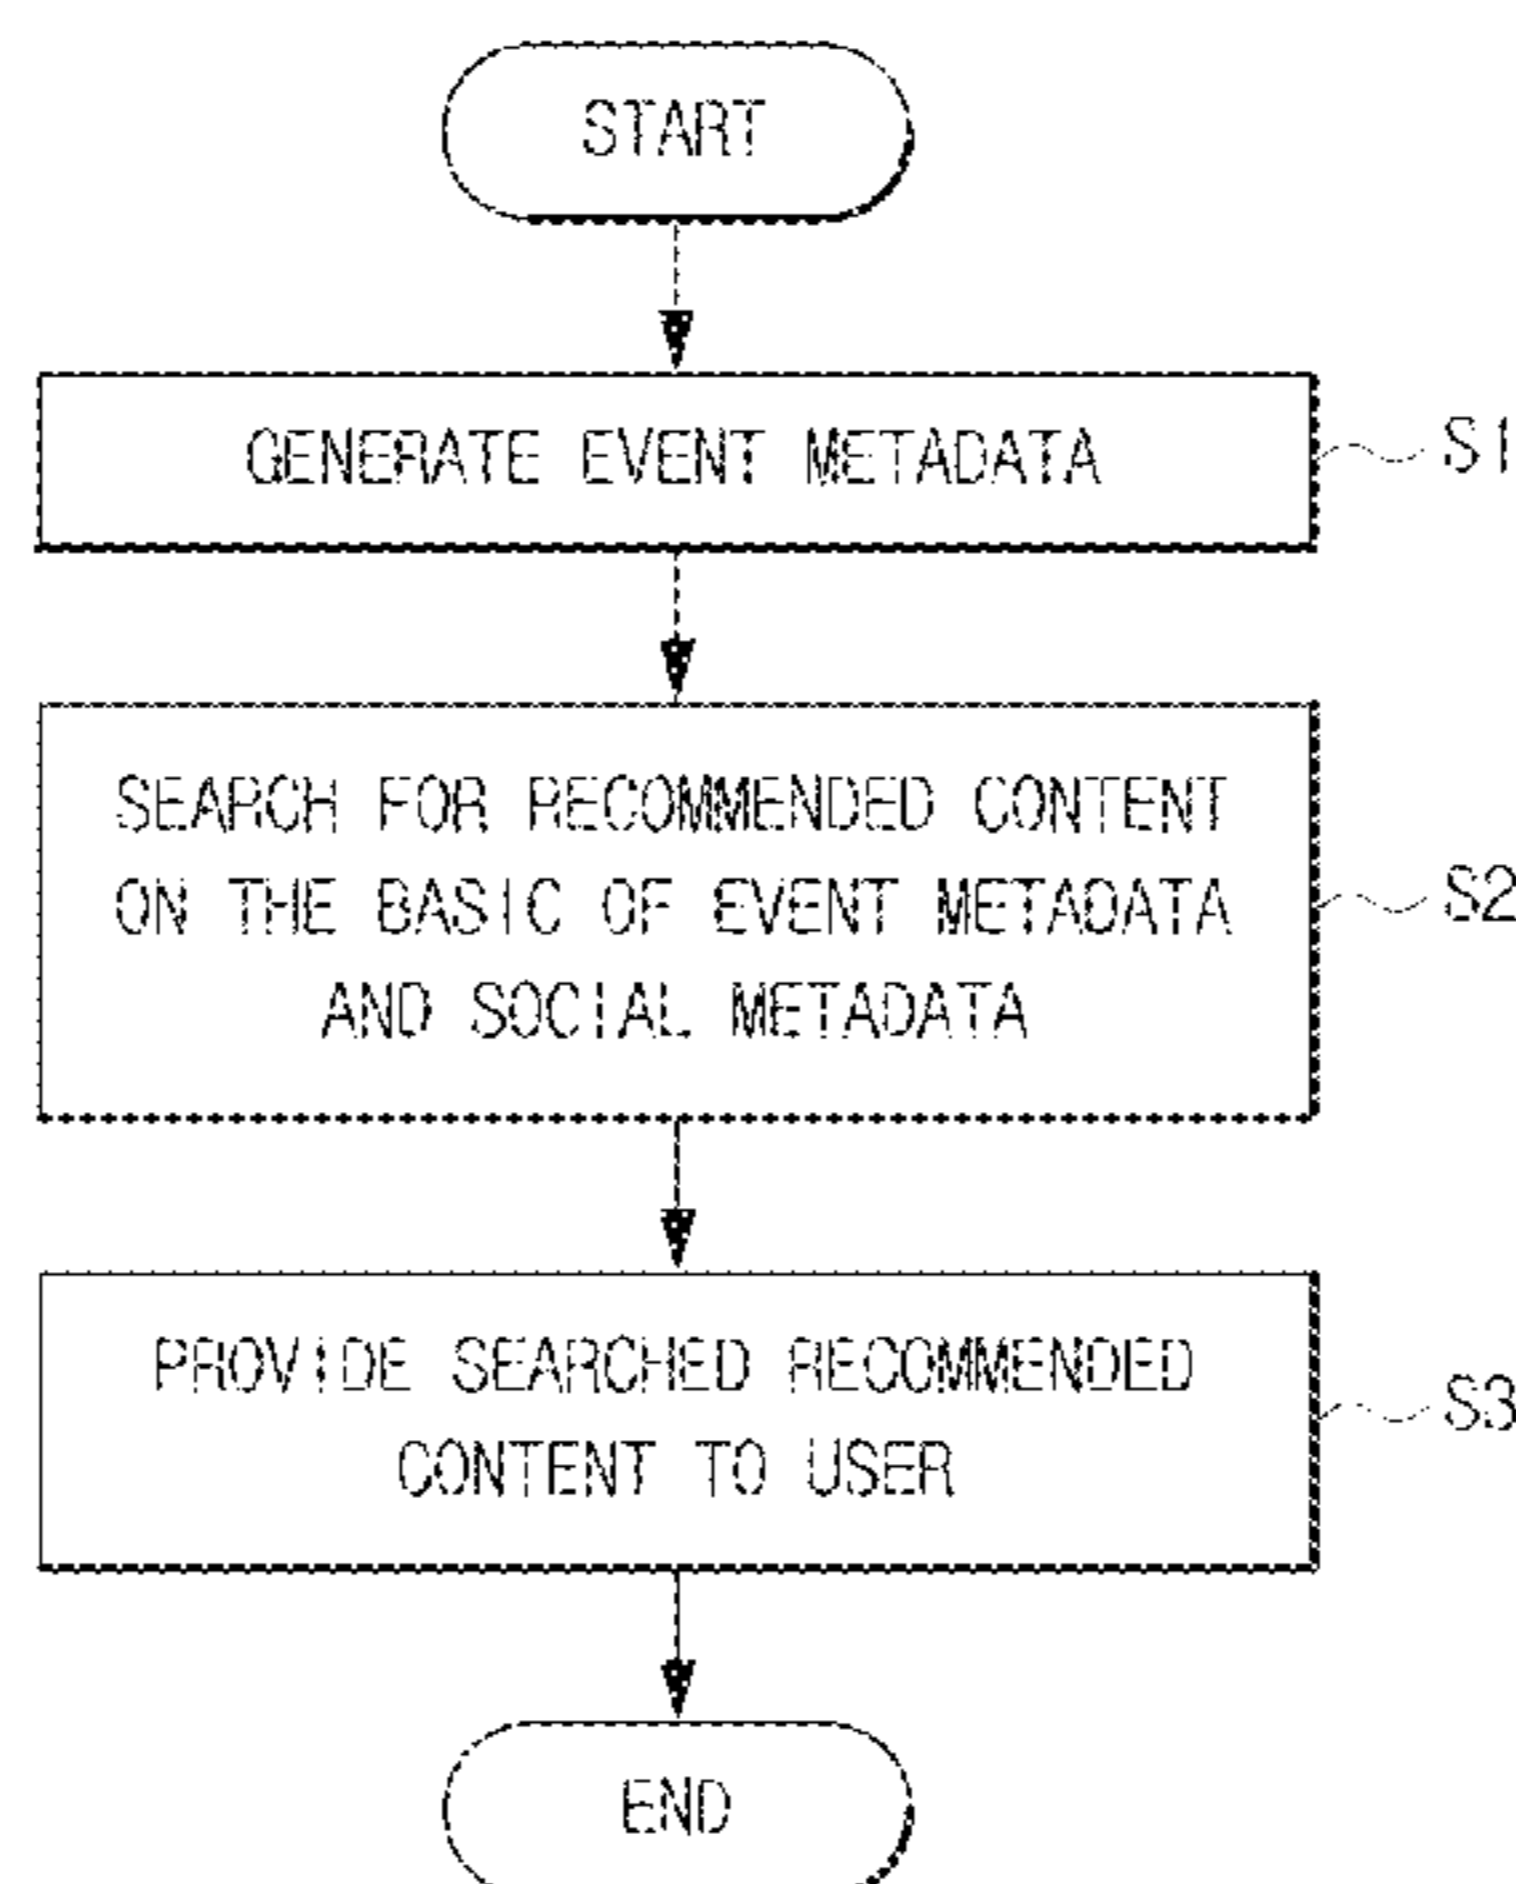 START
GENERATE EVENT METADATA
S1
SEARCH FOR RECOMMENDED CONTENT
ON THE BASIC OF EVENT METADATA
AND SOCIAL METADATA
S2
PROVIDE SEARCHED RECOMMENDED
CONTENT TO USER
S3
END